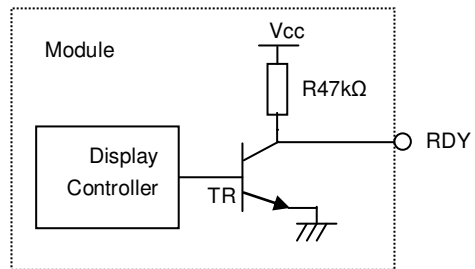 Vcc
Module
R47kΩ
RDY
Display
Controller
TR